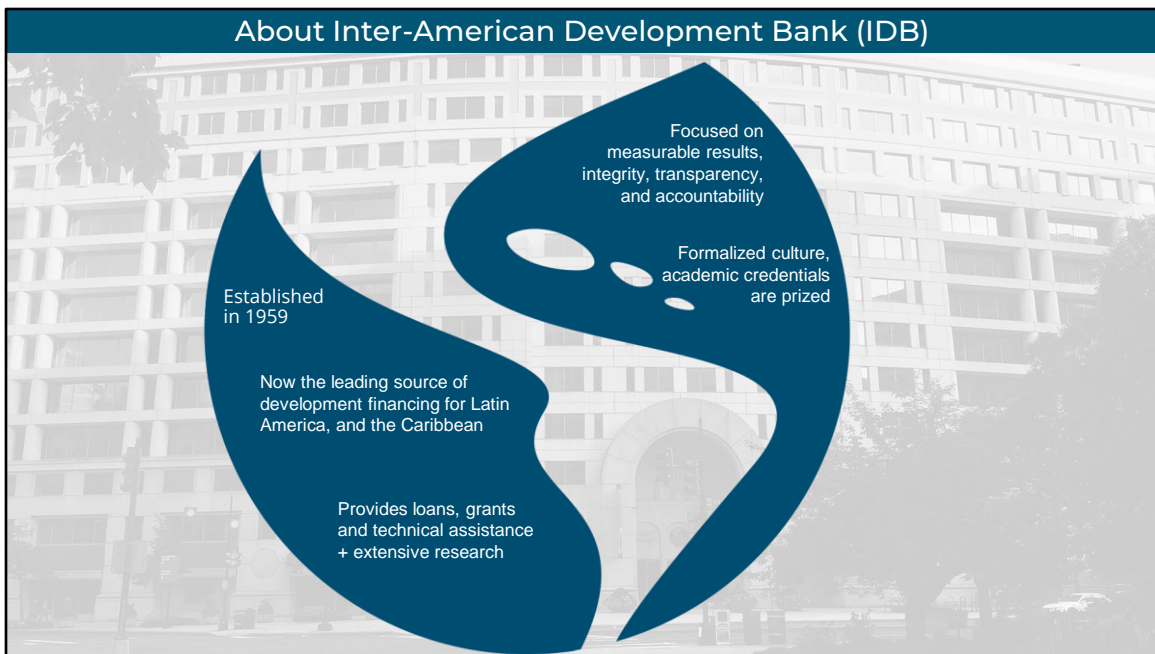 About Inter-American Development Bank (IDB)
Established
in 1959
Now the leading source of
development financing for Latin
America, and the Caribbean
Provides loans, grants
and technical assistance
+ extensive research
Focused on
measurable results,
integrity, transparency,
and accountability
Formalized culture,
academic credentials
are prized